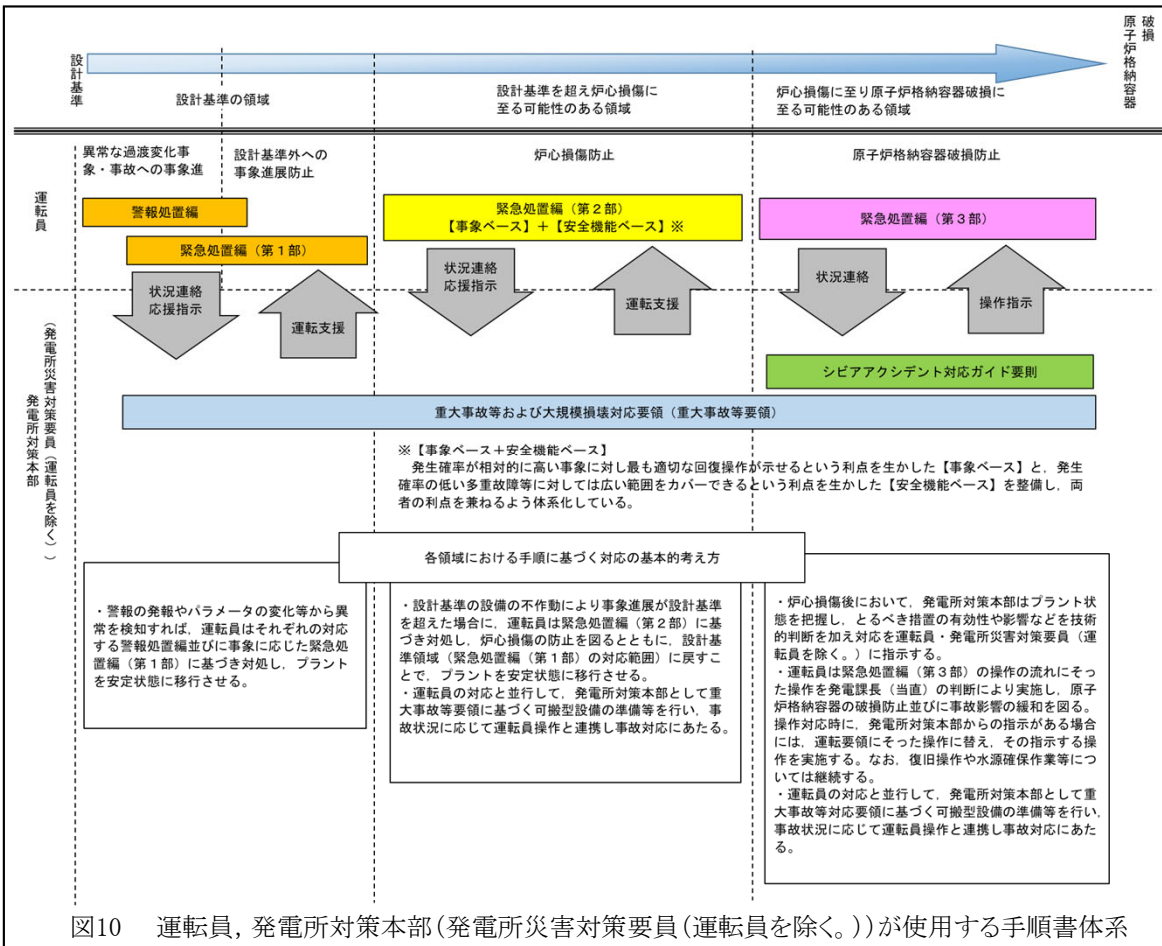 設計基準
原子炉格納容器
破損
設計基準の領域
設計基準を超え炉心損傷に
至る可能性のある領域
炉心損傷に至り原子炉格納容器破損に
至る可能性のある領域
運転員
異常な過渡変化事
象・事故への事象進
設計基準外への
事象進展防止
炉心損傷防止
原子炉格納容器破損防止
警報処置編
緊急処置編（第１部）
緊急処置編（第２部）
【事象ベース】＋【安全機能ベース】※
緊急処置編（第３部）
状況連絡
応援指示
運転支援
状況連絡
応援指示
運転支援
状況連絡
操作指示
発電所対策本部
（発電所災害対策要員（運転員を除く））
シビアアクシデント対応ガイド要則
重大事故等および大規模損壊対応要領（重大事故等要領）
※【事象ベース＋安全機能ベース】
発生確率が相対的に高い事象に対し最も適切な回復操作が示せるという利点を生かした【事象ベース】と，発生
確率の低い多重故障等に対しては広い範囲をカバーできるという利点を生かした【安全機能ベース】を整備し，両
者の利点を兼ねるよう体系化している。
各領域における手順に基づく対応の基本的考え方
・警報の発報やパラメータの変化等から異
常を検知すれば，運転員はそれぞれの対応
する警報処置編並びに事象に応じた緊急処
置編（第１部）に基づき対処し，プラント
を安定状態に移行させる。
・設計基準の設備の不作動により事象進展が設計基準
を超えた場合に，運転員は緊急処置編（第２部）に基
づき対処し，炉心損傷の防止を図るとともに，設計基
準領域（緊急処置編（第１部）の対応範囲）に戻すこ
とで，プラントを安定状態に移行させる。
・運転員の対応と並行して，発電所対策本部として重
大事故等要領に基づく可搬型設備の準備等を行い，事
故状況に応じて運転員操作と連携し事故対応にあたる。
・炉心損傷後において，発電所対策本部はプラント状
態を把握し，とるべき措置の有効性や影響などを技術
的判断を加え対応を運転員・発電所災害対策要員（運
転員を除く。）に指示する。
・運転員は緊急処置編（第３部）の操作の流れにそっ
た操作を発電課長（当直）の判断により実施し，原子
炉格納容器の破損防止並びに事故影響の緩和を図る。
操作対応時に，発電所対策本部からの指示がある場合
には，運転要領にそった操作に替え，その指示する操
作を実施する。なお，復旧操作や水源確保作業等につ
いては継続する。
・運転員の対応と並行して，発電所対策本部として重
大事故等対応要領に基づく可搬型設備の準備等を行い，
事故状況に応じて運転員操作と連携し事故対応にあた
る。
図10 運転員，発電所対策本部（発電所災害対策要員（運転員を除く。））が使用する手順書体系